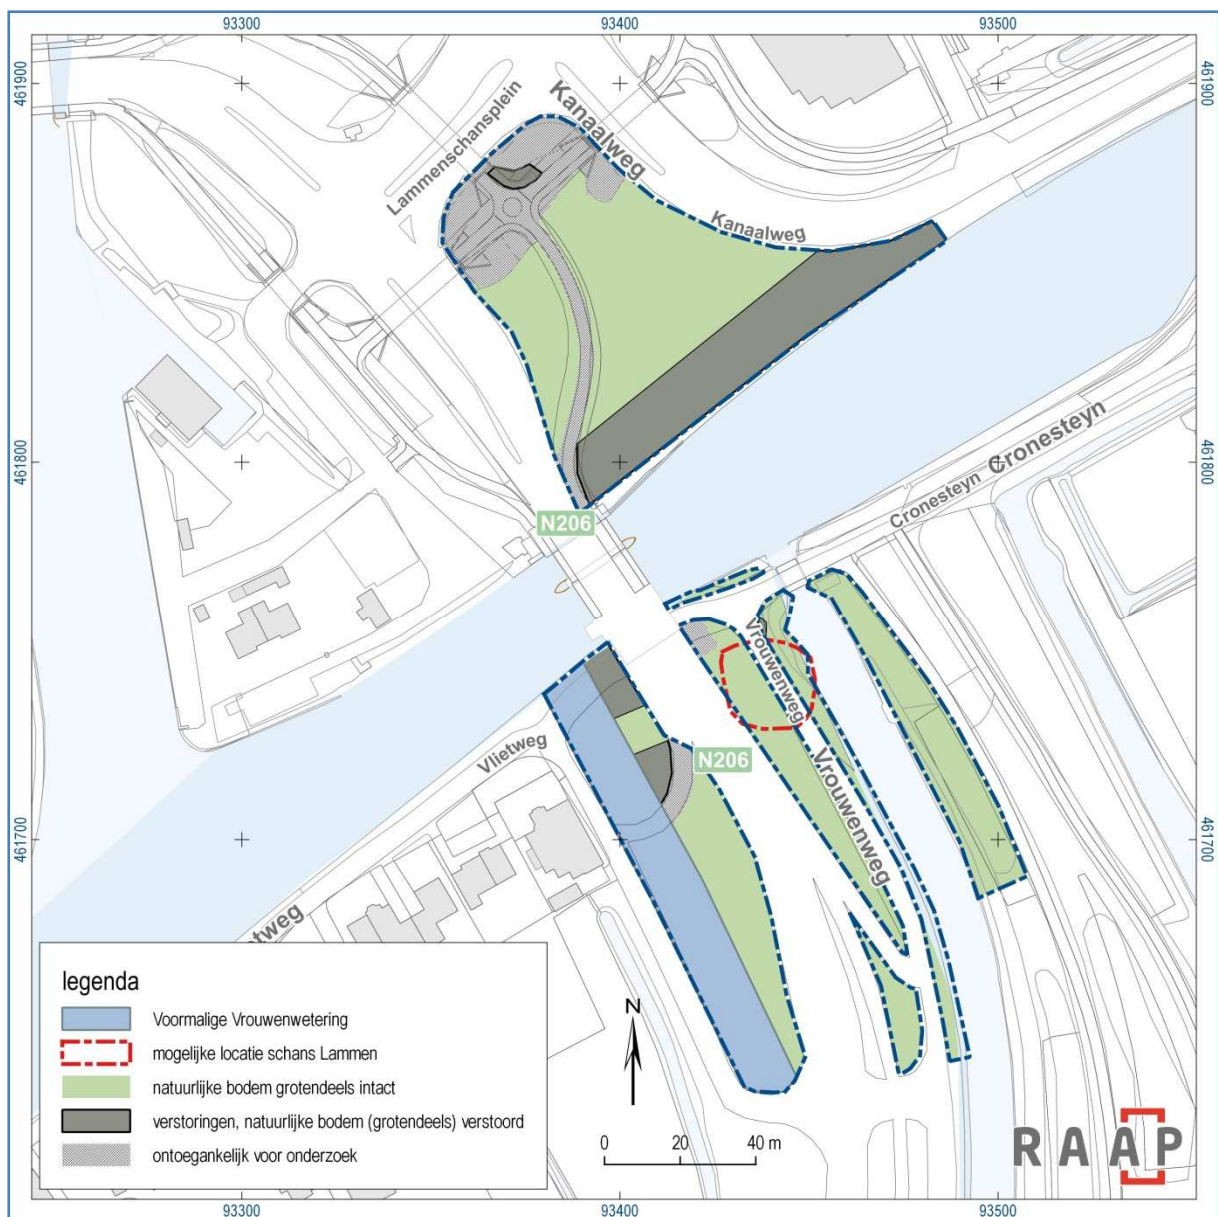 93300
93400
93500
461900
461900
Kanaalweg
Lammenschansplein
Kanaalweg
Cronesteyn
461800
461800
Cronesteyn
N206
Vrouwenweg
Vlietweg
N206
Vrouwenweg
461700
461700
etweg
legenda
Voormalige Vrouwenwetering
mogelijke locatie schans Lammen
natuurlijke bodem grotendeels intact
verstoringen, natuurlijke bodem (grotendeels) verstoord
ontoegankelijk voor onderzoek
N
0 20 40 m
RAAP
93300
93400
93500